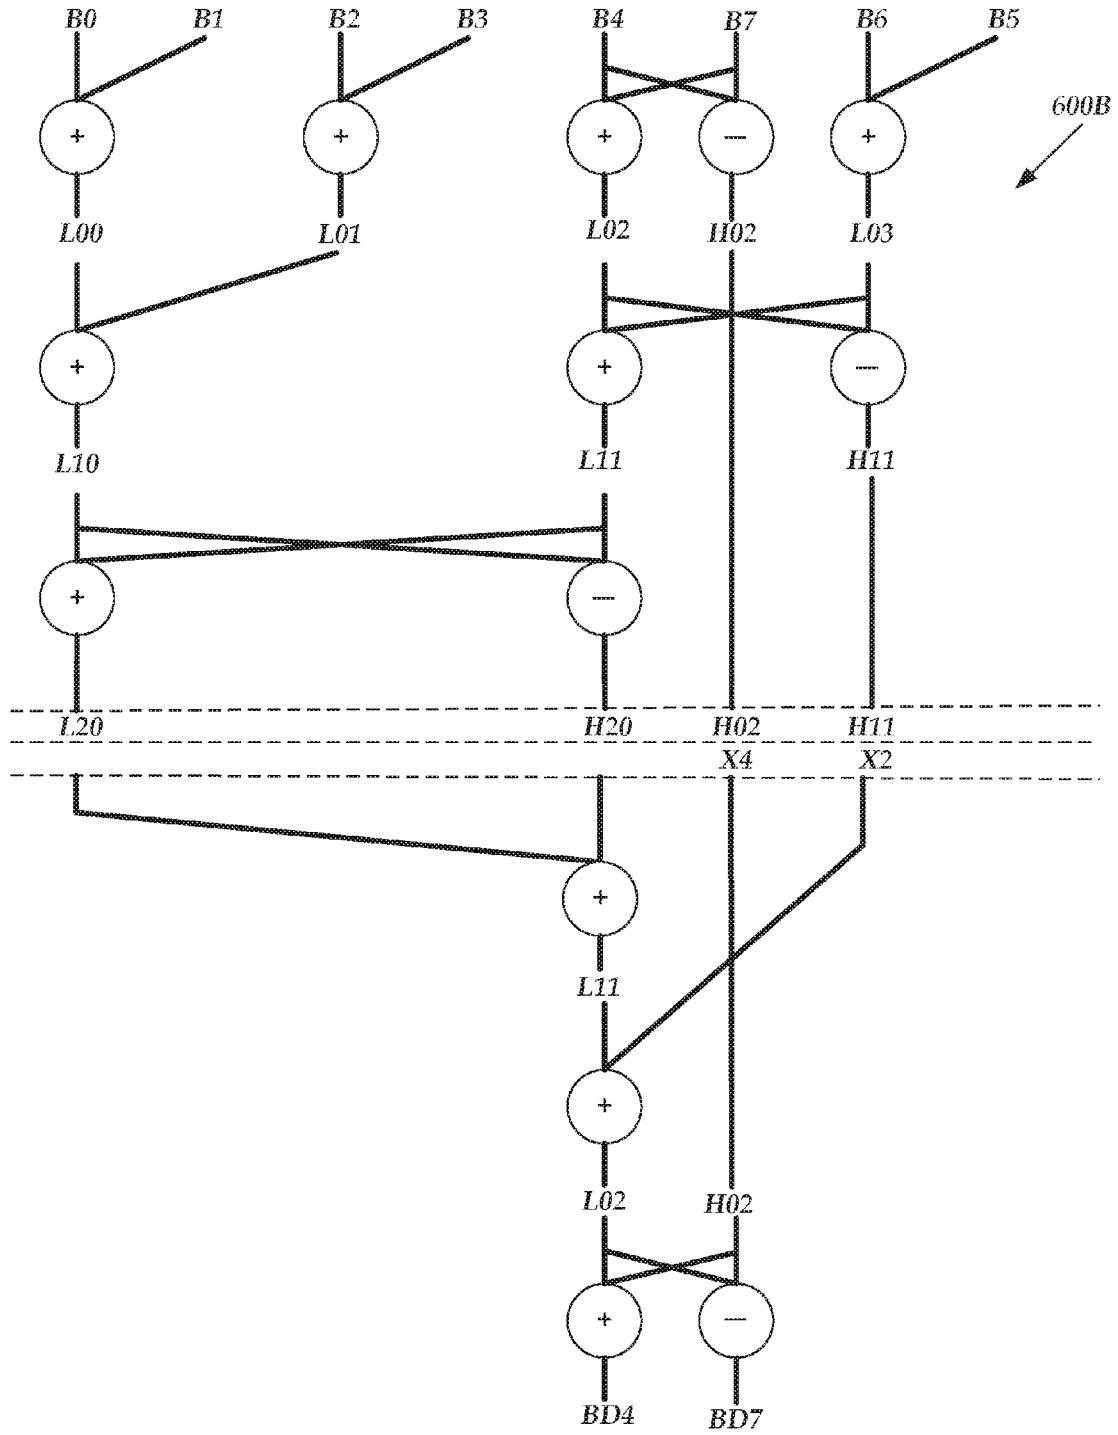 B0 B1 B2 B3 B4 B7 B6 B5
600B
+ + + — +
L00 L01 L02 H02 L03
+ + —
L10 L11 H11
+ —
L20 H20 H02 H11
X4 X2
+
L11
+
L02 H02
+ —
BD4 BD7